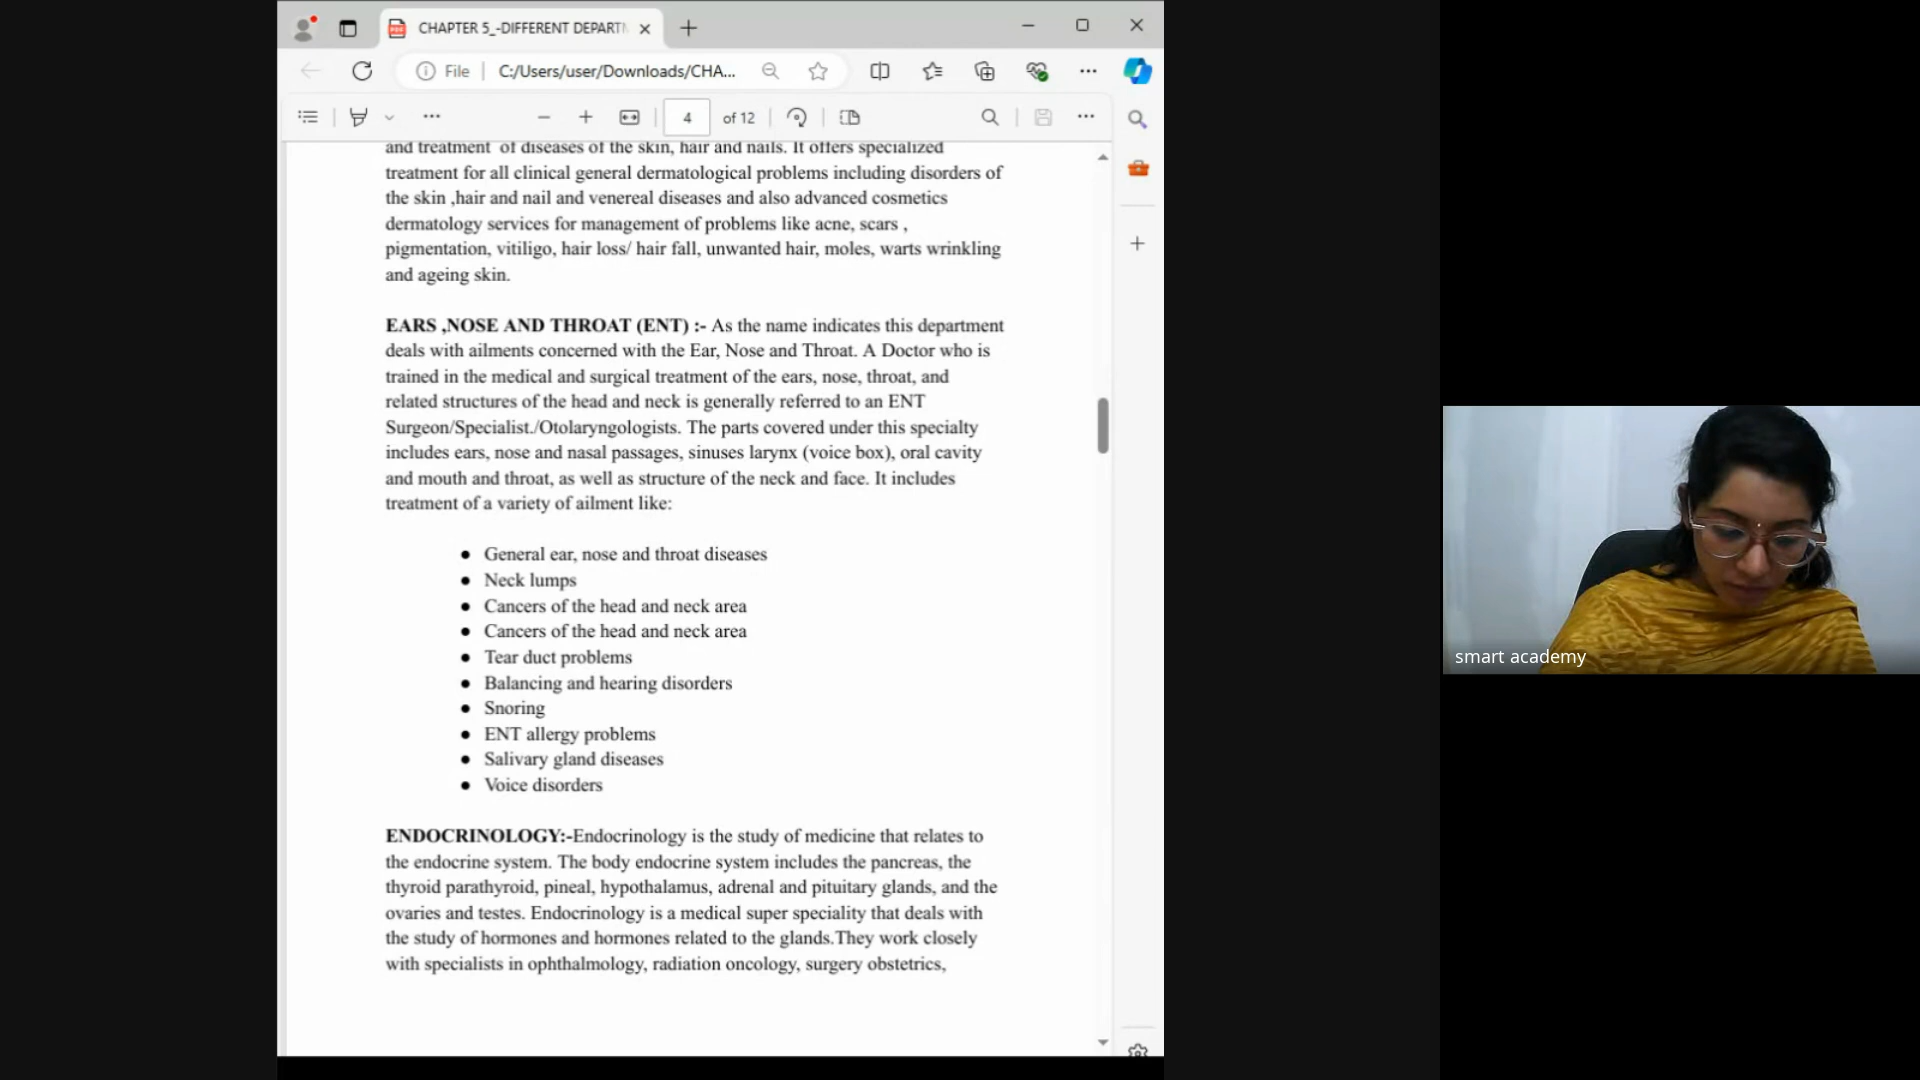 CHAPTER 5_-DIFFERENT DEPARTM
File
C:/Users/user/Downloads/CHA...
4
of 12
and treatment of diseases of the skin, hair and nails. It offers specialized
treatment for all clinical general dermatological problems including disorders of
the skin ,hair and nail and venereal diseases and also advanced cosmetics
dermatology services for management of problems like acne, scars ,
pigmentation, vitiligo, hair loss/ hair fall, unwanted hair, moles, warts wrinkling
and ageing skin.
EARS ,NOSE AND THROAT (ENT) :- As the name indicates this department
deals with ailments concerned with the Ear, Nose and Throat. A Doctor who is
trained in the medical and surgical treatment of the ears, nose, throat, and
related structures of the head and neck is generally referred to an ENT
Surgeon/Specialist./Otolaryngologists. The parts covered under this specialty
includes ears, nose and nasal passages, sinuses larynx (voice box), oral cavity
and mouth and throat, as well as structure of the neck and face. It includes
treatment of a variety of ailment like:
● General ear, nose and throat diseases
● Neck lumps
● Cancers of the head and neck area
● Cancers of the head and neck area
● Tear duct problems
● Balancing and hearing disorders
● Snoring
● ENT allergy problems
● Salivary gland diseases
● Voice disorders
ENDOCRINOLOGY:-Endocrinology is the study of medicine that relates to
the endocrine system. The body endocrine system includes the pancreas, the
thyroid parathyroid, pineal, hypothalamus, adrenal and pituitary glands, and the
ovaries and testes. Endocrinology is a medical super speciality that deals with
the study of hormones and hormones related to the glands.They work closely
with specialists in ophthalmology, radiation oncology, surgery obstetrics,
smart academy